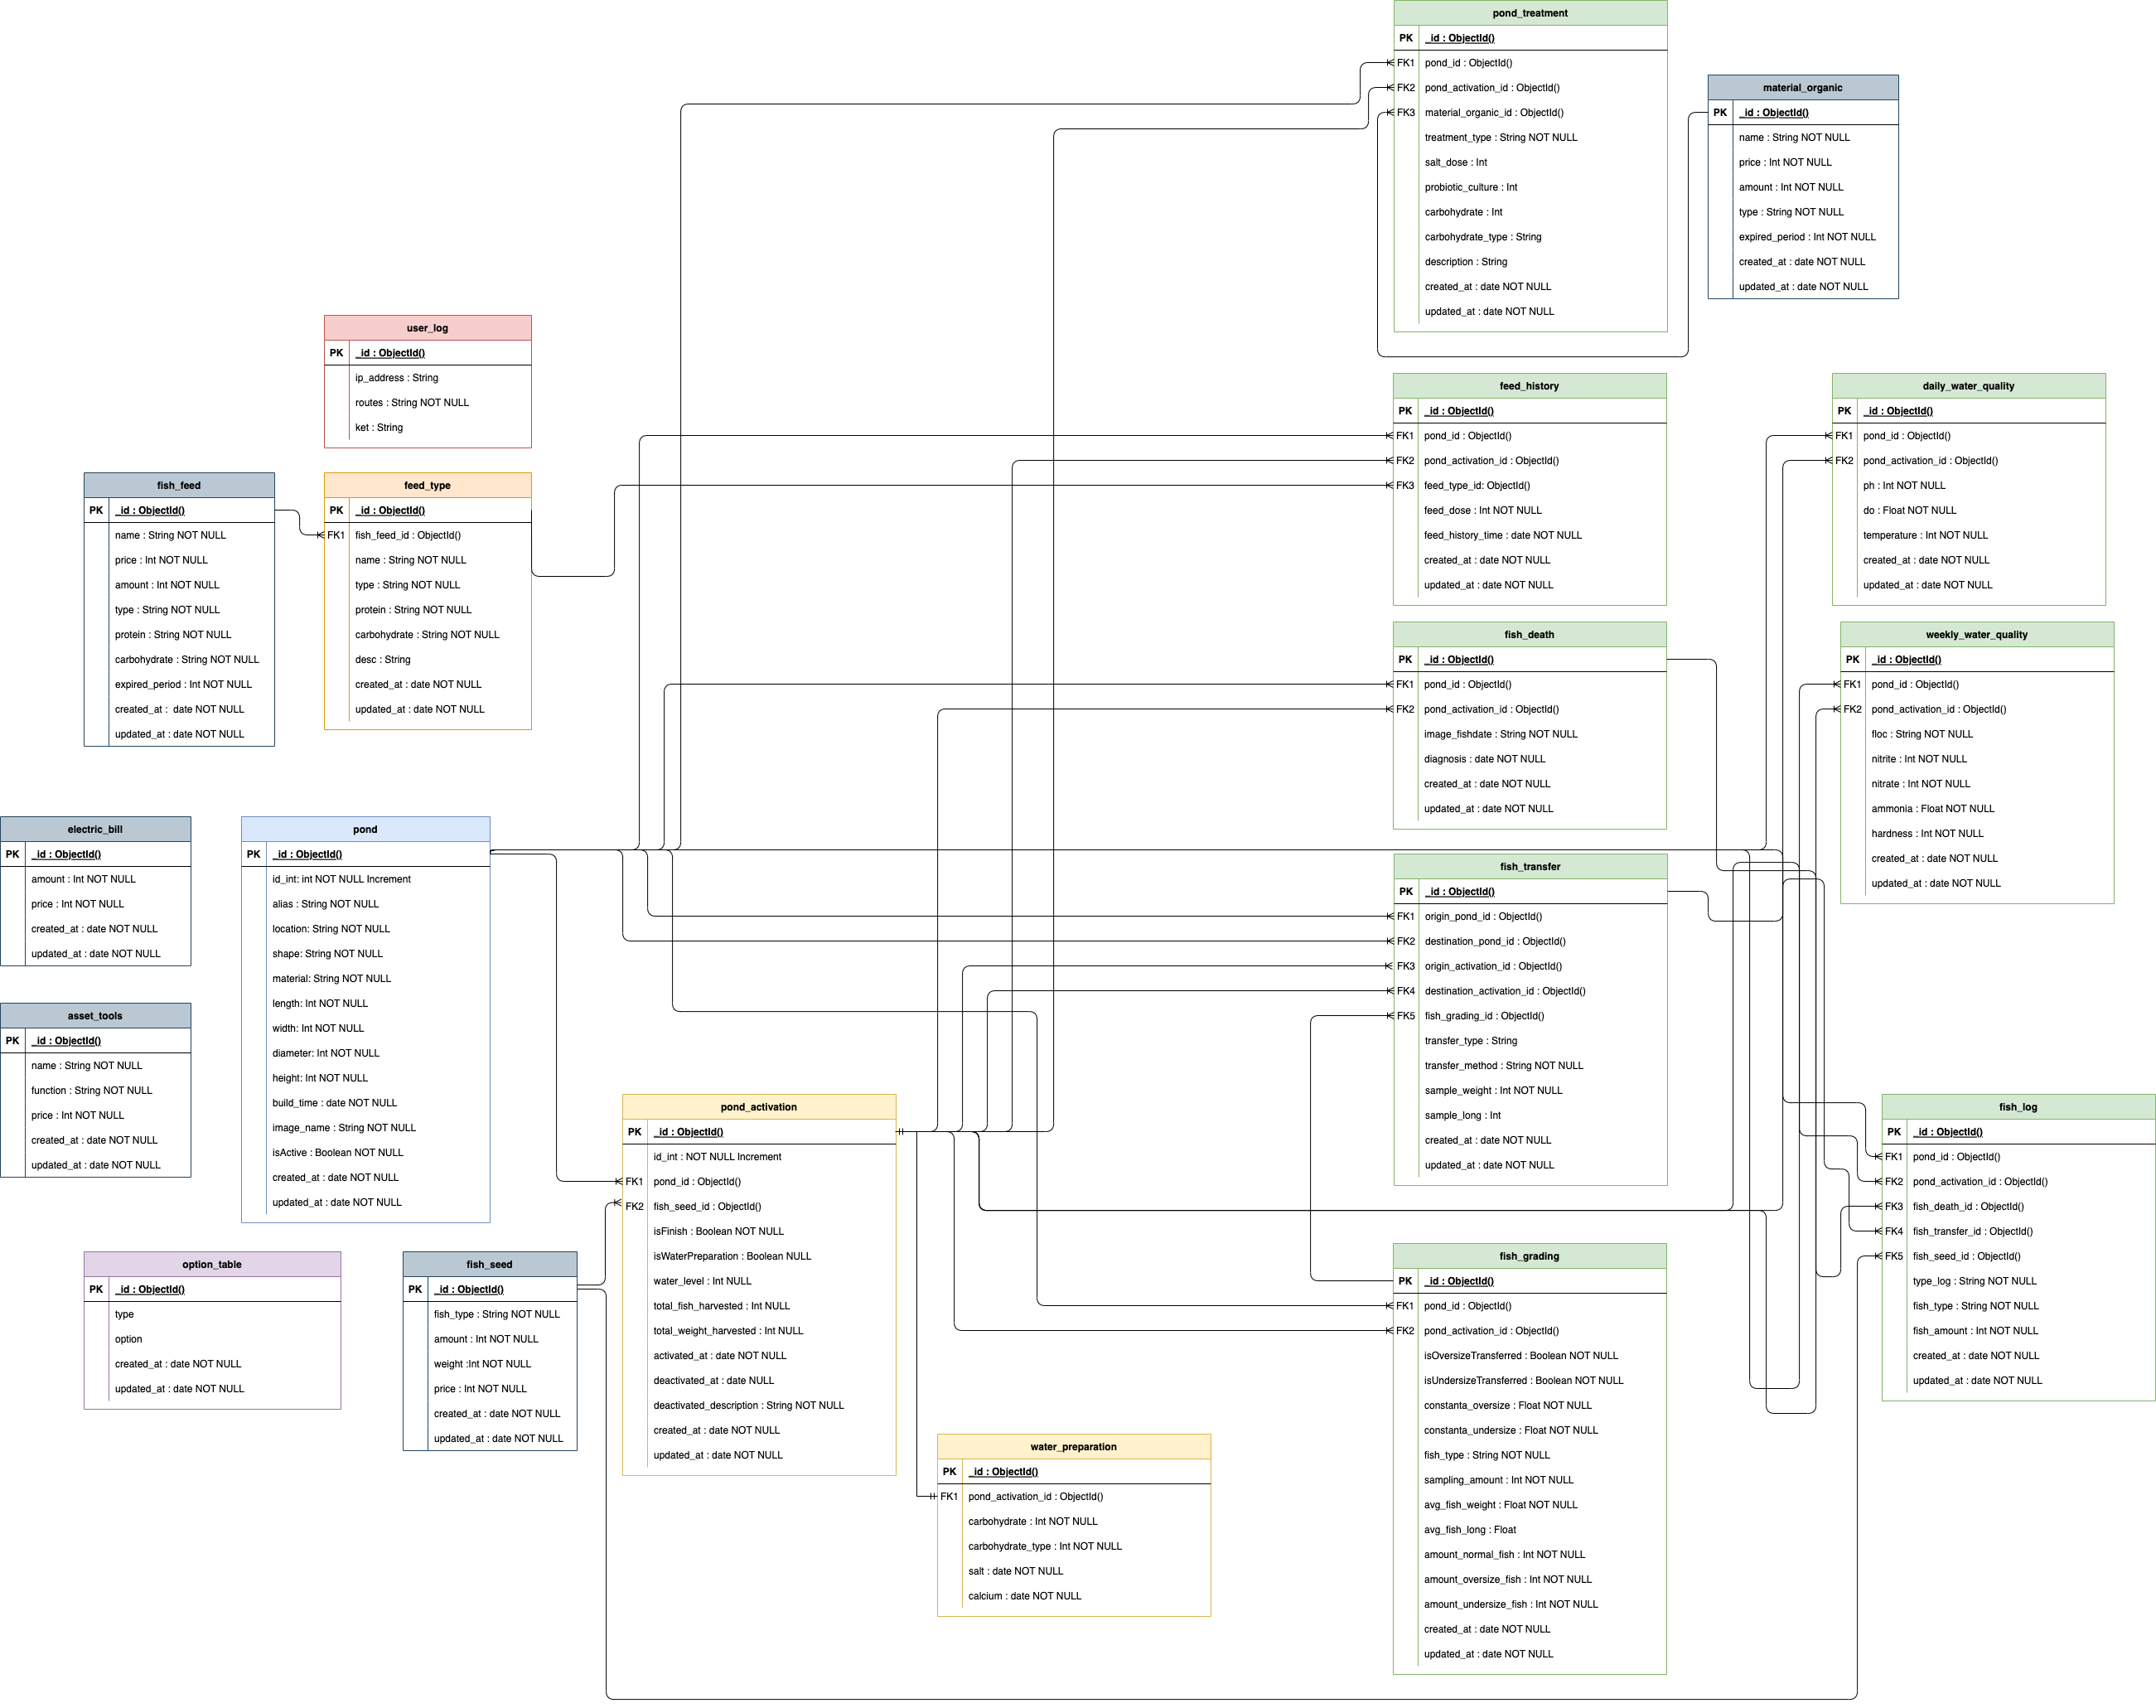 pond_treatment
PK _id : ObjectId()
FK1 pond_id : ObjectId()
FK2 pond_activation_id : ObjectId()
FK3 material_organic_id : ObjectId()
treatment_type : String NOT NULL
salt_dose : Int
probiotic_culture : Int
carbohydrate : Int
carbohydrate_type : String
description : String
created_at : date NOT NULL
updated_at : date NOT NULL
material_organic
PK _id : ObjectId()
name : String NOT NULL
price : Int NOT NULL
amount : Int NOT NULL
type : String NOT NULL
expired_period : Int NOT NULL
created_at : date NOT NULL
updated_at : date NOT NULL
user_log
PK _id : ObjectId()
ip_address : String
routes : String NOT NULL
ket : String
fish_feed
PK _id : ObjectId()
name : String NOT NULL
price : Int NOT NULL
amount : Int NOT NULL
type : String NOT NULL
protein : String NOT NULL
carbohydrate : String NOT NULL
expired_period : Int NOT NULL
created_at :  date NOT NULL
updated_at : date NOT NULL
feed_type
PK _id : ObjectId()
FK1 fish_feed_id : ObjectId()
name : String NOT NULL
type : String NOT NULL
protein : String NOT NULL
carbohydrate : String NOT NULL
desc : String
created_at : date NOT NULL
updated_at : date NOT NULL
feed_history
PK _id : ObjectId()
FK1 pond_id : ObjectId()
FK2 pond_activation_id : ObjectId()
FK3 feed_type_id: ObjectId()
feed_dose : Int NOT NULL
feed_history_time : date NOT NULL
created_at : date NOT NULL
updated_at : date NOT NULL
daily_water_quality
PK _id : ObjectId()
FK1 pond_id : ObjectId()
FK2 pond_activation_id : ObjectId()
ph : Int NOT NULL
do : Float NOT NULL
temperature : Int NOT NULL
created_at : date NOT NULL
updated_at : date NOT NULL
fish_death
PK _id : ObjectId()
FK1 pond_id : ObjectId()
FK2 pond_activation_id : ObjectId()
image_fishdate : String NOT NULL
diagnosis : date NOT NULL
created_at : date NOT NULL
updated_at : date NOT NULL
weekly_water_quality
PK _id : ObjectId()
FK1 pond_id : ObjectId()
FK2 pond_activation_id : ObjectId()
floc : String NOT NULL
nitrite : Int NOT NULL
nitrate : Int NOT NULL
ammonia : Float NOT NULL
hardness : Int NOT NULL
created_at : date NOT NULL
updated_at : date NOT NULL
electric_bill
PK _id : ObjectId()
amount : Int NOT NULL
price : Int NOT NULL
created_at : date NOT NULL
updated_at : date NOT NULL
pond
PK _id : ObjectId()
id_int: int NOT NULL Increment
alias : String NOT NULL
location: String NOT NULL
shape: String NOT NULL
material: String NOT NULL
length: Int NOT NULL
width: Int NOT NULL
diameter: Int NOT NULL
height: Int NOT NULL
build_time : date NOT NULL
image_name : String NOT NULL
isActive : Boolean NOT NULL
created_at : date NOT NULL
updated_at : date NOT NULL
fish_transfer
PK _id : ObjectId()
FK1 origin_pond_id : ObjectId()
FK2 destination_pond_id : ObjectId()
FK3 origin_activation_id : ObjectId()
FK4 destination_activation_id : ObjectId()
FK5 fish_grading_id : ObjectId()
transfer_type : String
transfer_method : String NOT NULL
sample_weight : Int NOT NULL
sample_long : Int
created_at : date NOT NULL
updated_at : date NOT NULL
asset_tools
PK _id : ObjectId()
name : String NOT NULL
function : String NOT NULL
price : Int NOT NULL
created_at : date NOT NULL
updated_at : date NOT NULL
pond_activation
PK _id : ObjectId()
id_int : NOT NULL Increment
FK1 pond_id : ObjectId()
FK2 fish_seed_id : ObjectId()
isFinish : Boolean NOT NULL
isWaterPreparation : Boolean NULL
water_level : Int NULL
total_fish_harvested : Int NULL
total_weight_harvested : Int NULL
activated_at : date NOT NULL
deactivated_at : date NULL
deactivated_description : String NOT NULL
created_at : date NOT NULL
updated_at : date NOT NULL
fish_log
PK _id : ObjectId()
FK1 pond_id : ObjectId()
FK2 pond_activation_id : ObjectId()
FK3 fish_death_id : ObjectId()
FK4 fish_transfer_id : ObjectId()
FK5 fish_seed_id : ObjectId()
type_log : String NOT NULL
fish_type : String NOT NULL
fish_amount : Int NOT NULL
created_at : date NOT NULL
updated_at : date NOT NULL
option_table
PK _id : ObjectId()
type
option
created_at : date NOT NULL
updated_at : date NOT NULL
fish_seed
PK _id : ObjectId()
fish_type : String NOT NULL
amount : Int NOT NULL
weight :Int NOT NULL
price : Int NOT NULL
created_at : date NOT NULL
updated_at : date NOT NULL
fish_grading
PK _id : ObjectId()
FK1 pond_id : ObjectId()
FK2 pond_activation_id : ObjectId()
isOversizeTransferred : Boolean NOT NULL
isUndersizeTransferred : Boolean NOT NULL
constanta_oversize : Float NOT NULL
constanta_undersize : Float NOT NULL
fish_type : String NOT NULL
sampling_amount : Int NOT NULL
avg_fish_weight : Float NOT NULL
avg_fish_long : Float
amount_normal_fish : Int NOT NULL
amount_oversize_fish : Int NOT NULL
amount_undersize_fish : Int NOT NULL
created_at : date NOT NULL
updated_at : date NOT NULL
water_preparation
PK _id : ObjectId()
FK1 pond_activation_id : ObjectId()
carbohydrate : Int NOT NULL
carbohydrate_type : Int NOT NULL
salt : date NOT NULL
calcium : date NOT NULL